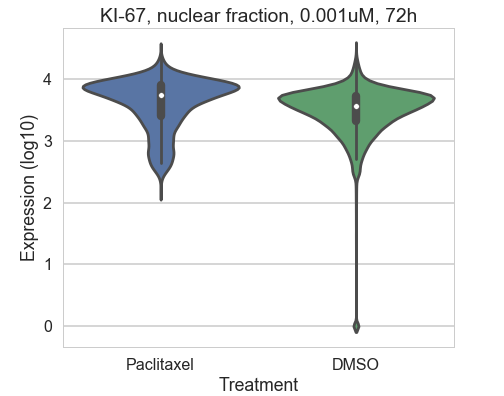 KI-67, nuclear fraction, 0.001uM, 72h
Expression (log10)
4
3
2
1
0
Paclitaxel DMSO
Treatment